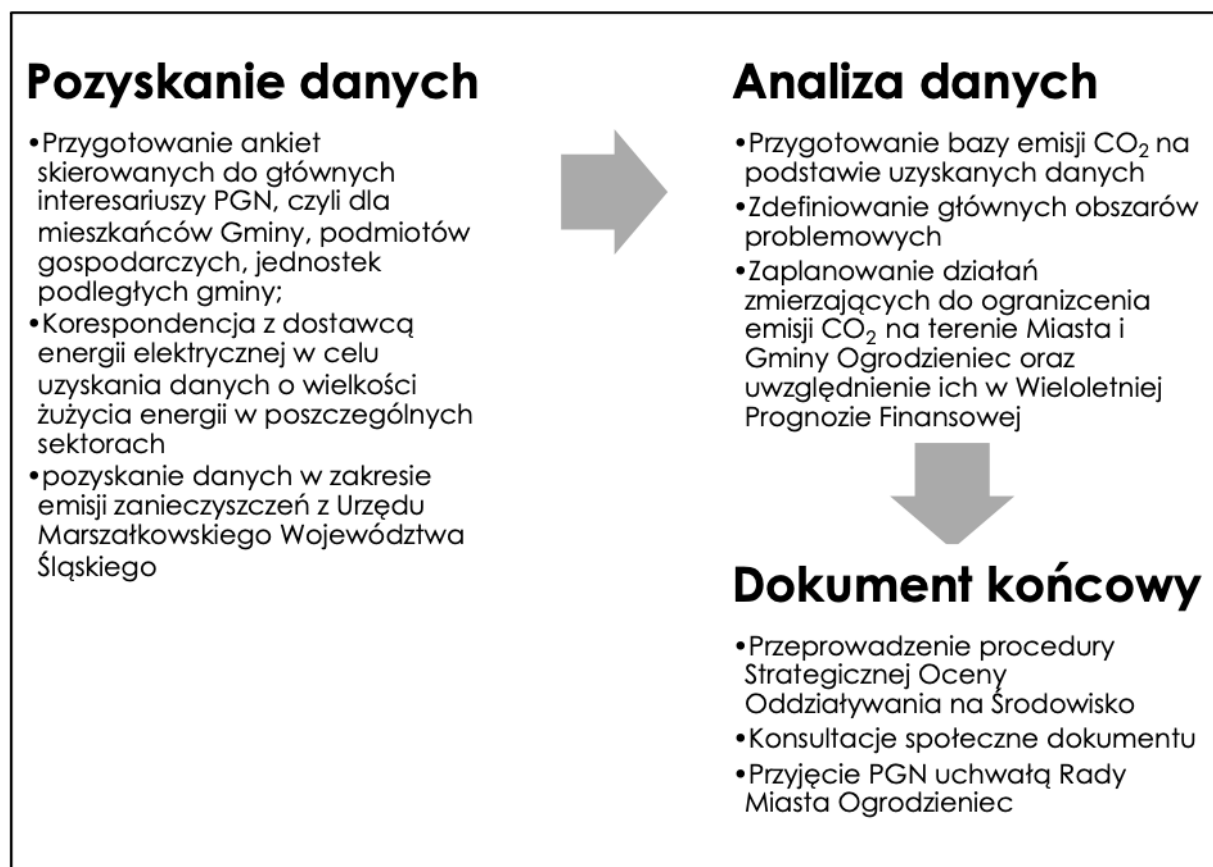 Pozyskanie danych
•Przygotowanie ankiet
skierowanych do głównych
interesariuszy PGN, czyli dla
mieszkańców Gminy, podmiotów
gospodarczych, jednostek
podległych gminy;
•Korespondencja z dostawcą
energii elektrycznej w celu
uzyskania danych o wielkości
żużycia energii w poszczególnych
sektorach
•pozyskanie danych w zakresie
emisji zanieczyszczeń z Urzędu
Marszałkowskiego Województwa
Śląskiego
Analiza danych
•Przygotowanie bazy emisji CO₂ na
podstawie uzyskanych danych
•Zdefiniowanie głównych obszarów
problemowych
•Zaplanowanie działań
zmierzających do ogranizcenia
emisji CO₂ na terenie Miasta i
Gminy Ogrodzieniec oraz
uwzględnienie ich w Wieloletniej
Prognozie Finansowej
Dokument końcowy
•Przeprowadzenie procedury
Strategicznej Oceny
Oddziaływania na Środowisko
•Konsultacje społeczne dokumentu
•Przyjęcie PGN uchwałą Rady
Miasta Ogrodzieniec